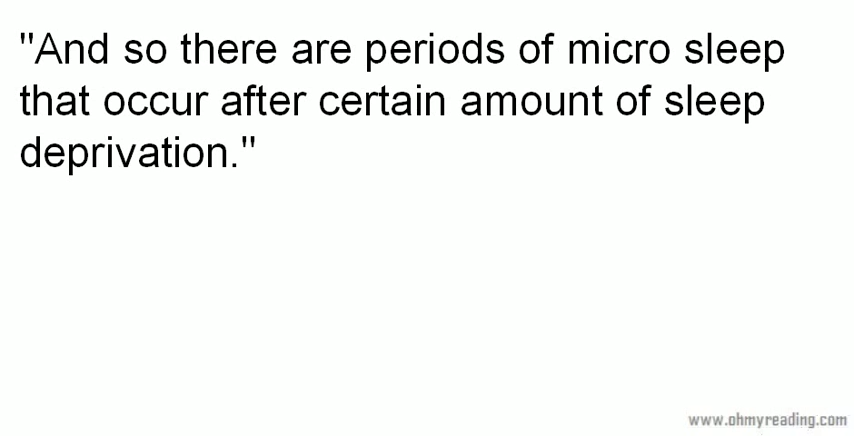 "And so there are periods of micro sleep
that occur after certain amount of sleep
deprivation."
www.ohmyreading.com